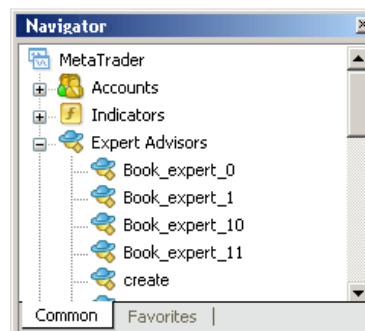 Navigator
MetaTrader
Accounts
Indicators
Expert Advisors
Book_expert_0
Book_expert_1
Book_expert_10
Book_expert_11
create
Common Favorites